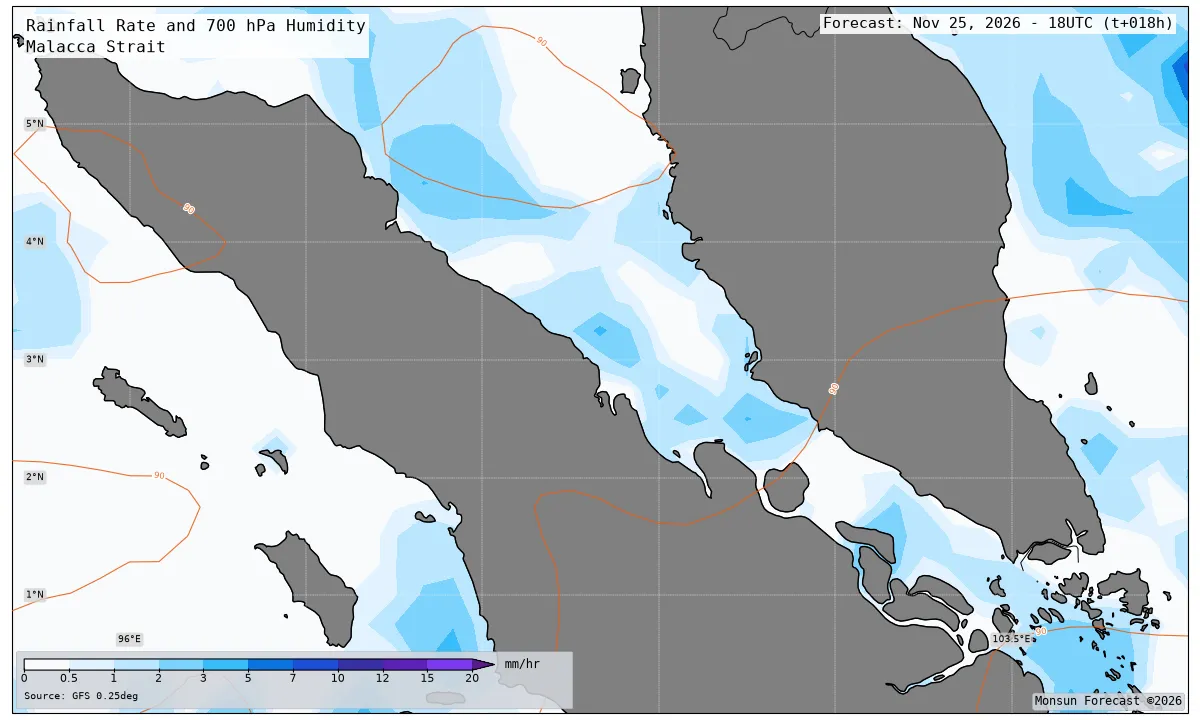 Rainfall Rate and 700 hPa Humidity
Malacca Strait
Forecast: Nov 25, 2026 - 18UTC (t+018h)
90
5°N
90
4°N
3°N
90
2°N
90
1°N
96°E
103.5°E
90
mm/hr
0 0.5 1 2 3 5 7 10 12 15 20
Source: GFS 0.25deg
Monsun Forecast ©2026